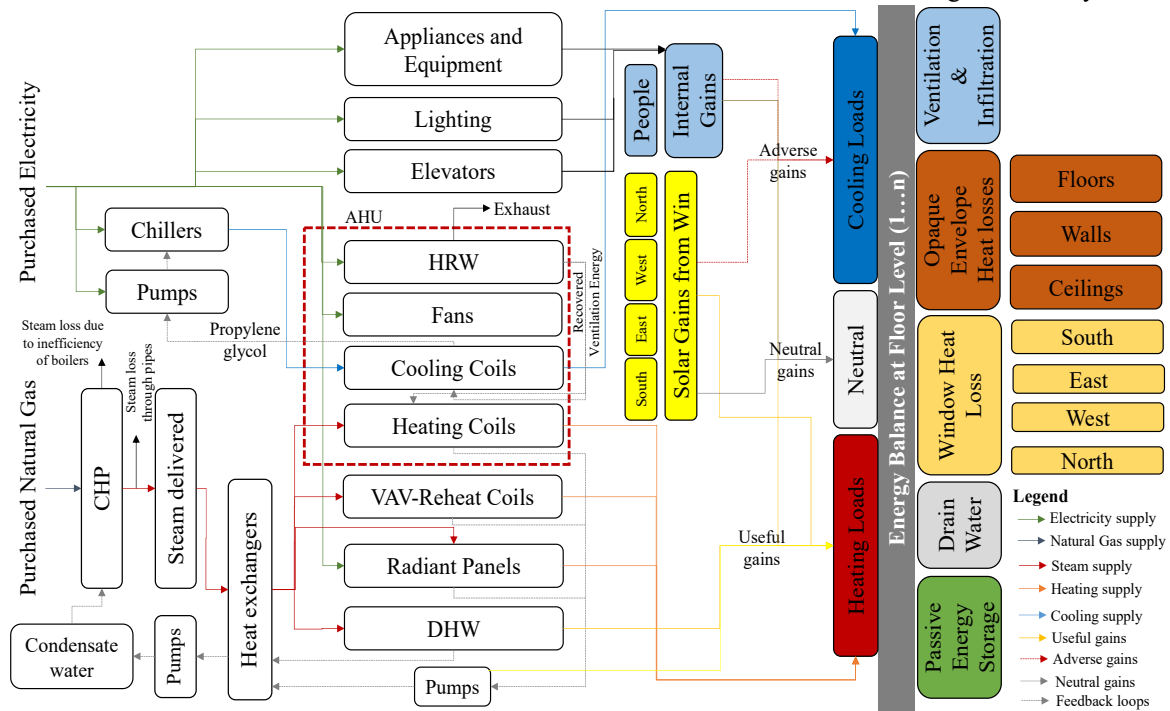 Purchased Electricity
Appliances and
Equipment
Lighting
Elevators
Chillers
Pumps
AHU
Exhaust
HRW
Fans
Cooling Coils
Heating Coils
Recovered
Ventilation Energy
Propylene
glycol
Steam loss due
to inefficiency
of boilers
Steam loss
through pipes
Purchased Natural Gas
CHP
Steam delivered
Heat exchangers
VAV-Reheat Coils
Radiant Panels
DHW
Condensate
water
Pumps
Pumps
People
Internal
Gains
North
West
East
South
Solar Gains from Win
Adverse
gains
Neutral
gains
Useful
gains
Cooling Loads
Neutral
Heating Loads
Energy Balance at Floor Level (1…n)
Ventilation
&
Infiltration
Opaque
Envelope
Heat losses
Floors
Walls
Ceilings
Window Heat
Loss
South
East
West
North
Drain
Water
Passive
Energy
Storage
Legend
Electricity supply
Natural Gas supply
Steam supply
Heating supply
Cooling supply
Useful gains
Adverse gains
Neutral gains
Feedback loops